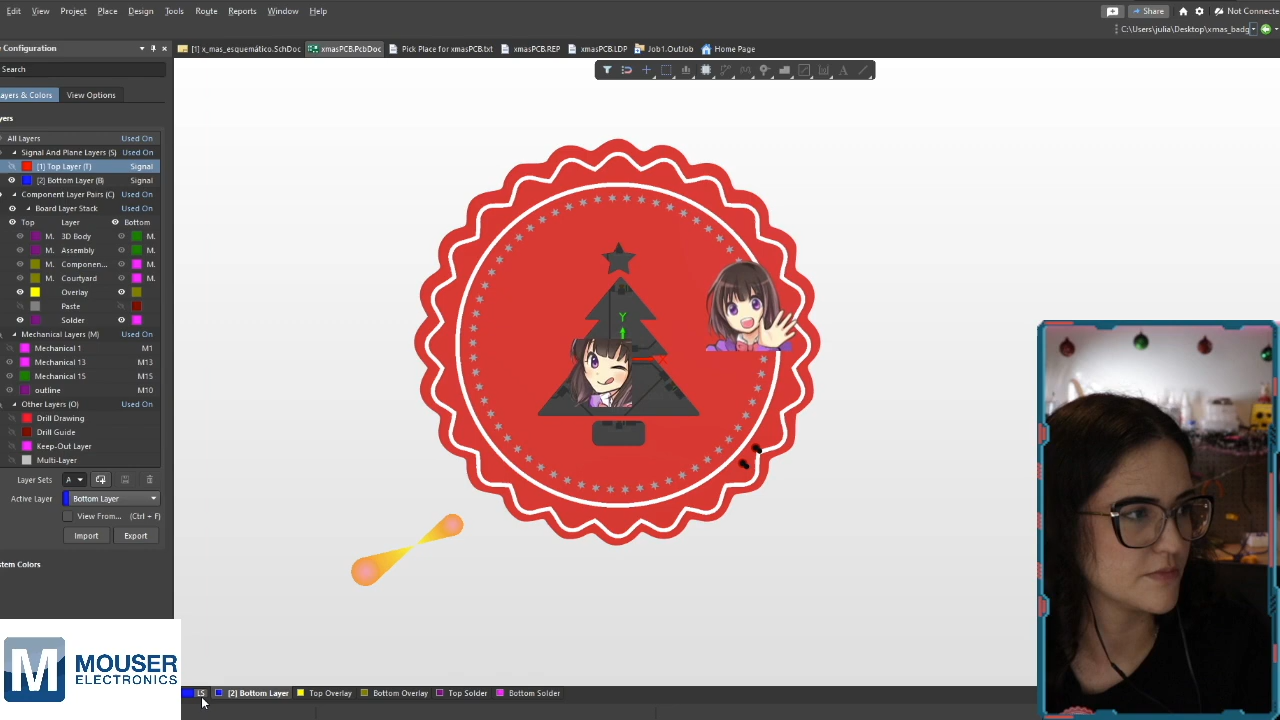 Edit View Project Place Design Tools Route Reports Window Help
Share
Not Connecte
C:\Users\julia\Desktop\xmas_badg
Configuration
[1] x_mas_esquemático.SchDoc xmasPCB.PcbDoc Pick Place for xmasPCB.txt xmasPCB.REP xmasPCB.LDP Job1.OutJob Home Page
Search
ayers & Colors View Options
yers
All Layers Used On
Signal And Plane Layers (S) Used On
[1] Top Layer (T) Signal
[2] Bottom Layer (B) Signal
Component Layer Pairs (C) Used On
Board Layer Stack Used On
Top Layer Bottom
M. 3D Body M.
M. Assembly M.
M. Componen... M.
M. Courtyard M.
Overlay
Paste
Solder
Mechanical Layers (M) Used On
Mechanical 1 M1
Mechanical 13 M13
Mechanical 15 M15
outline M10
Other Layers (O) Used On
Drill Drawing
Drill Guide
Keep-Out Layer
Multi-Layer
Layer Sets A
Active Layer Bottom Layer
View From... (Ctrl + F)
Import Export
stem Colors
Y
X
M MOUSER
ELECTRONICS
LS [2] Bottom Layer Top Overlay Bottom Overlay Top Solder Bottom Solder